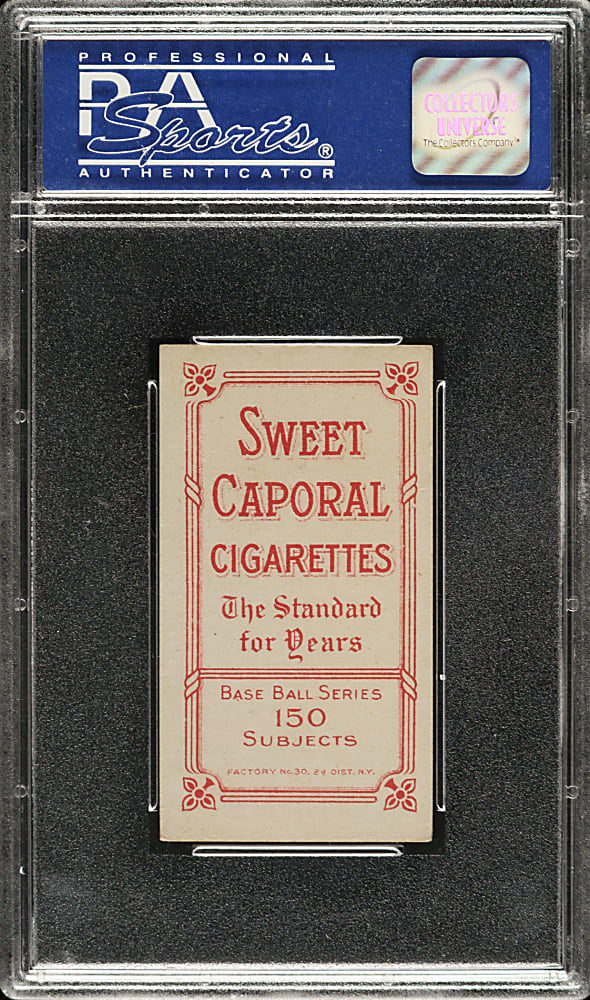 PROFESSIONAL
PSA
Sports®
AUTHENTICATOR
COLLECTORS
UNIVERSE
The Collectors Company
SWEET
CAPORAL
CIGARETTES
The Standard
for Years
BASE BALL SERIES
150
SUBJECTS
FACTORY No. 30, 2d DIST. N.Y.